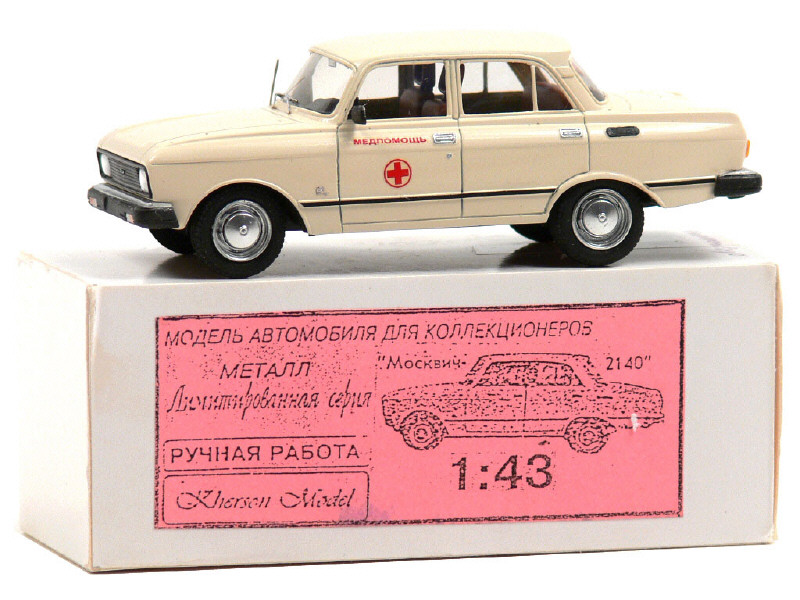 МЕДПОМОЩЬ
МОДЕЛЬ АВТОМОБИЛЯ ДЛЯ КОЛЛЕКЦИОНЕРОВ
МЕТАЛЛ
"Москвич-2140"
Лимитированная серия
РУЧНАЯ РАБОТА
1:43
Kherson Model